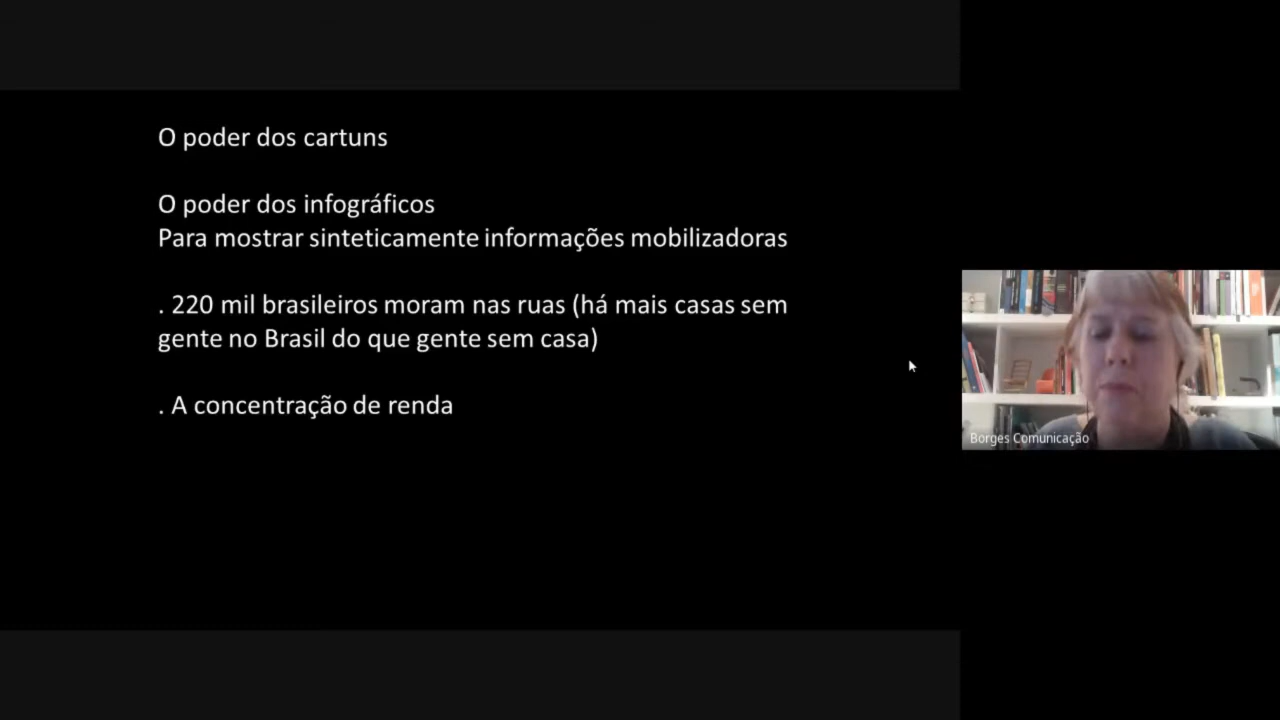 O poder dos cartuns
O poder dos infográficos
Para mostrar sinteticamente informações mobilizadoras
. 220 mil brasileiros moram nas ruas (há mais casas sem
gente no Brasil do que gente sem casa)
. A concentração de renda
Borges Comunicação